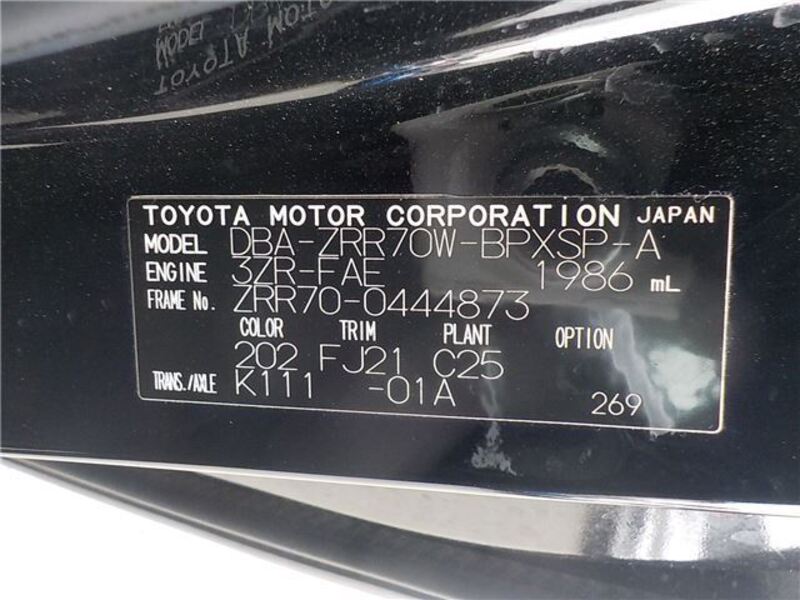 TOYOTA MOTOR CORPORATION JAPAN
MODEL DBA-ZRR70W-BPXSP-A
ENGINE 3ZR-FAE 1986 mL
FRAME No. ZRR70-0444873
COLOR TRIM PLANT OPTION
202 FJ21 C25
TRANS./AXLE K111 -01A
269